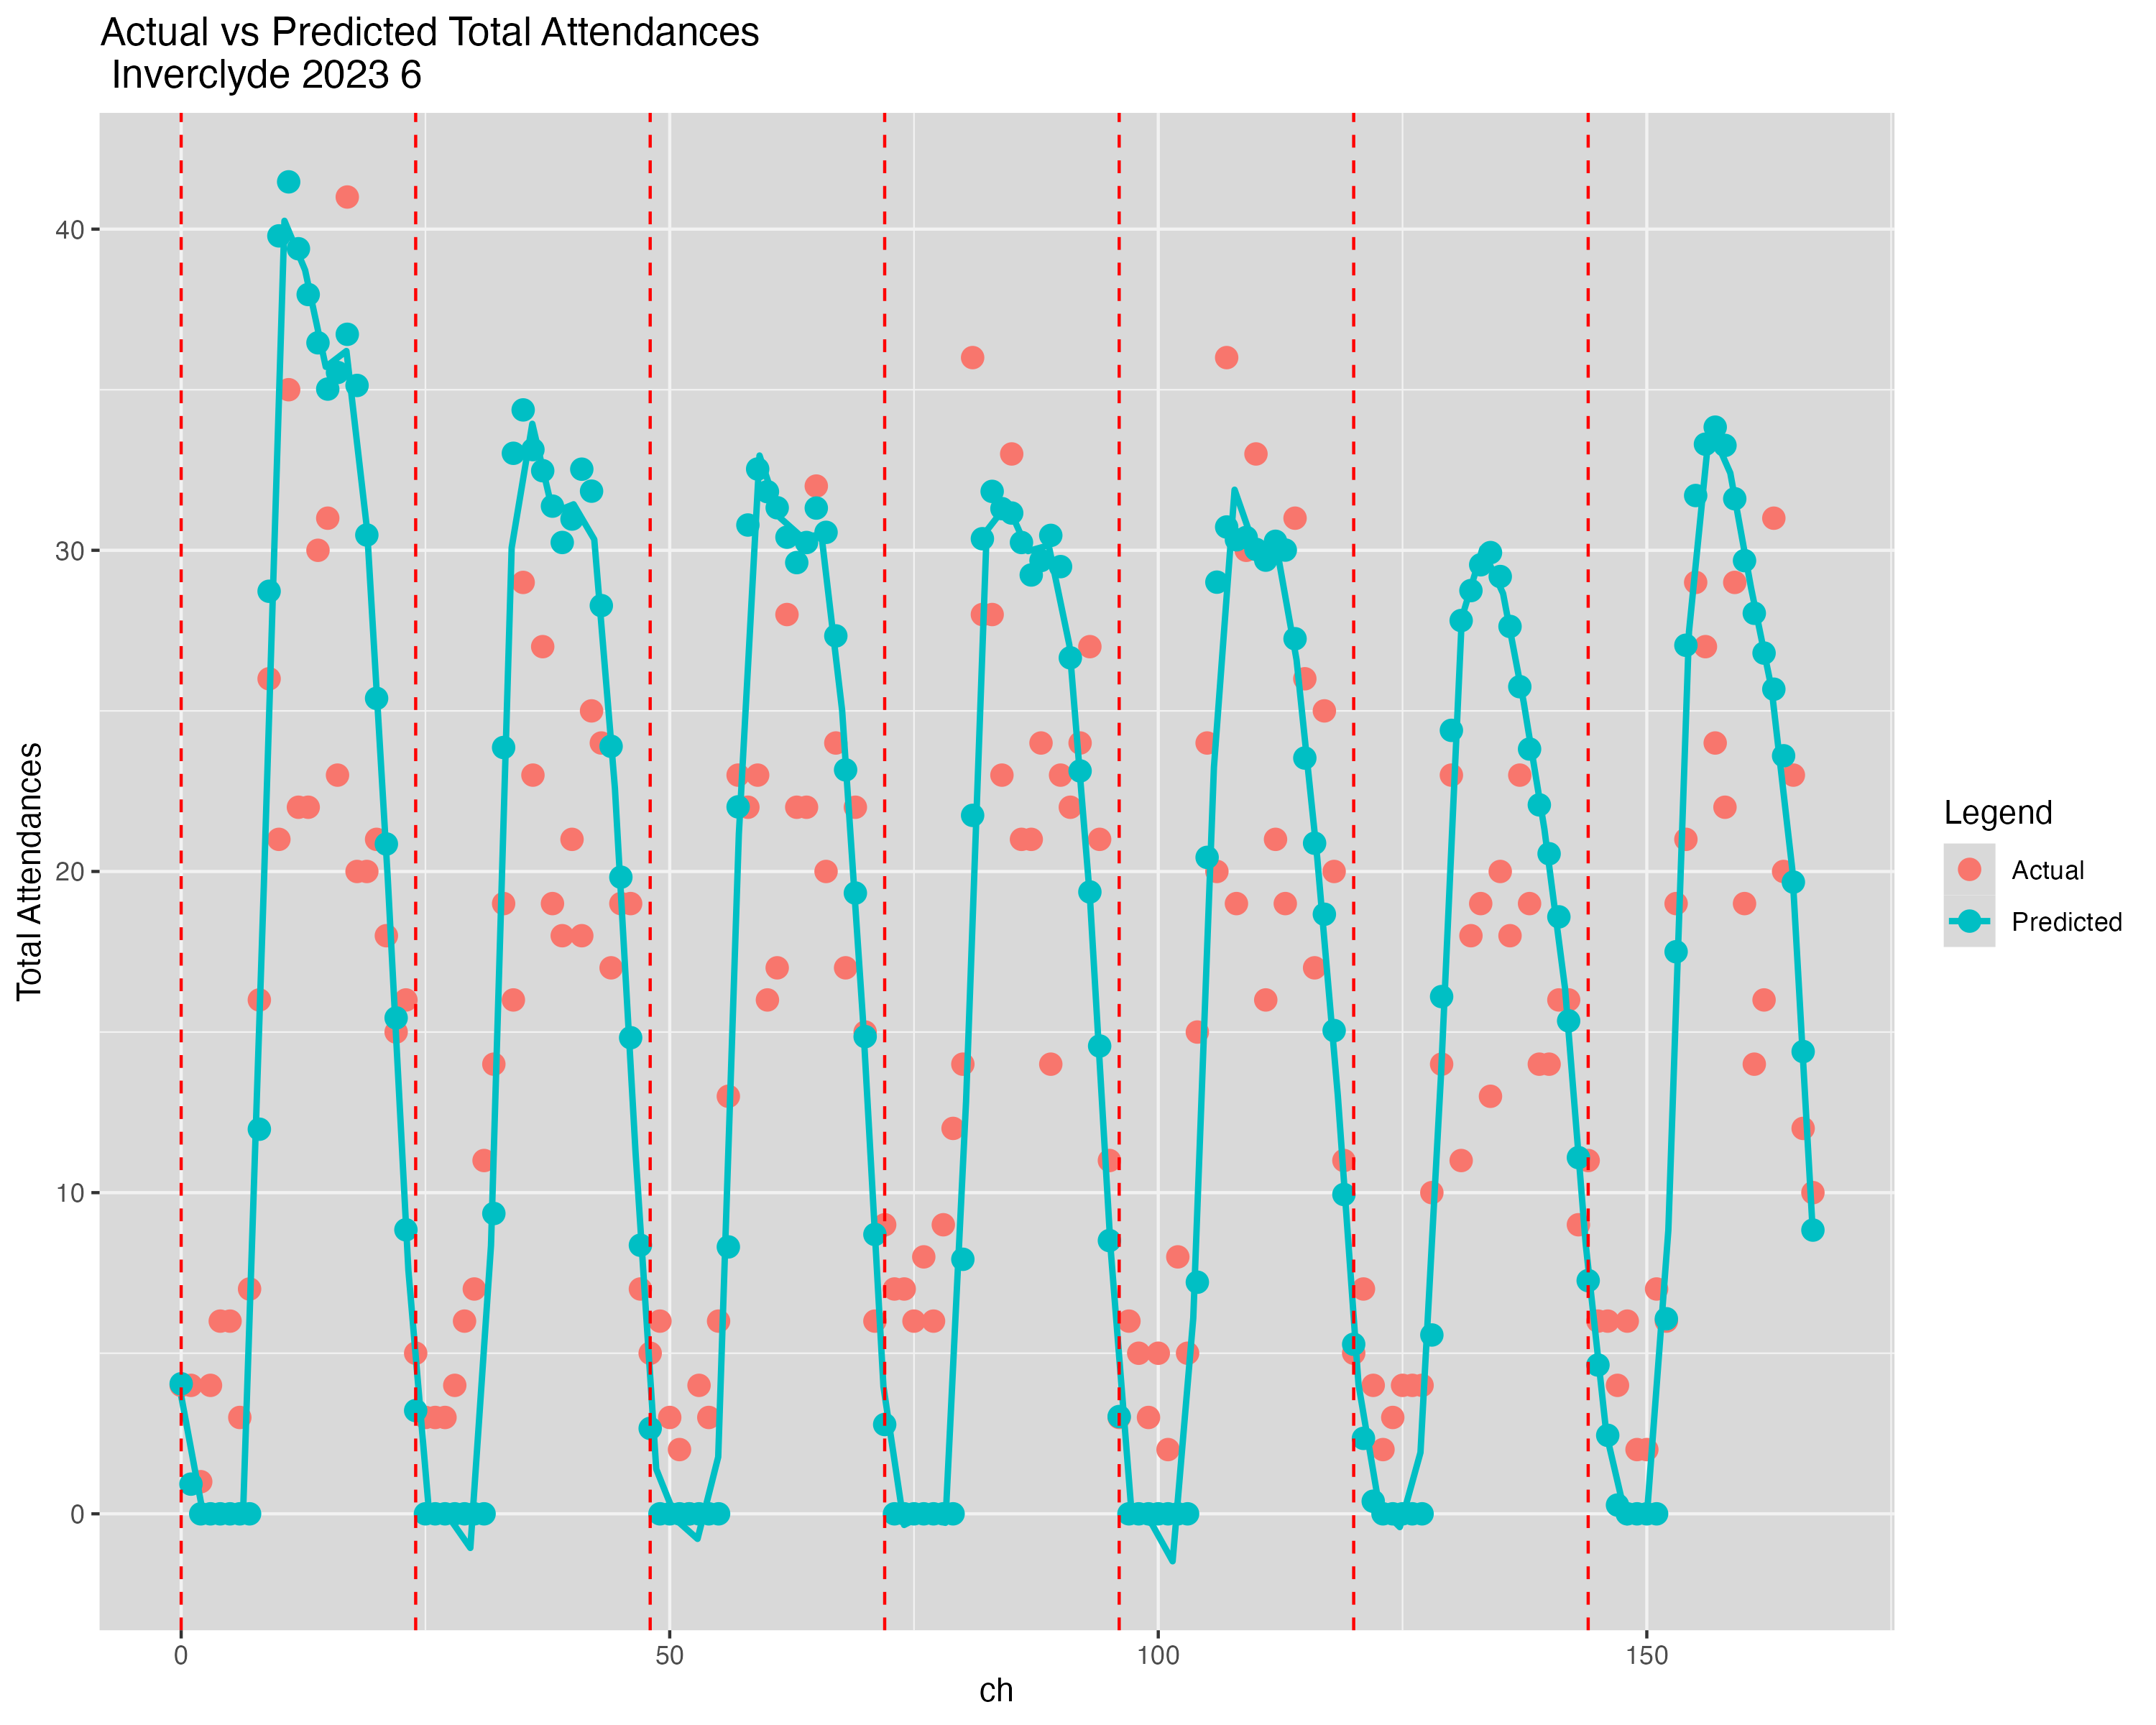 Actual vs Predicted Total Attendances
Inverclyde 2023 6
Total Attendances
40
30
20
10
0
0
50
100
150
ch
Legend
Actual
Predicted